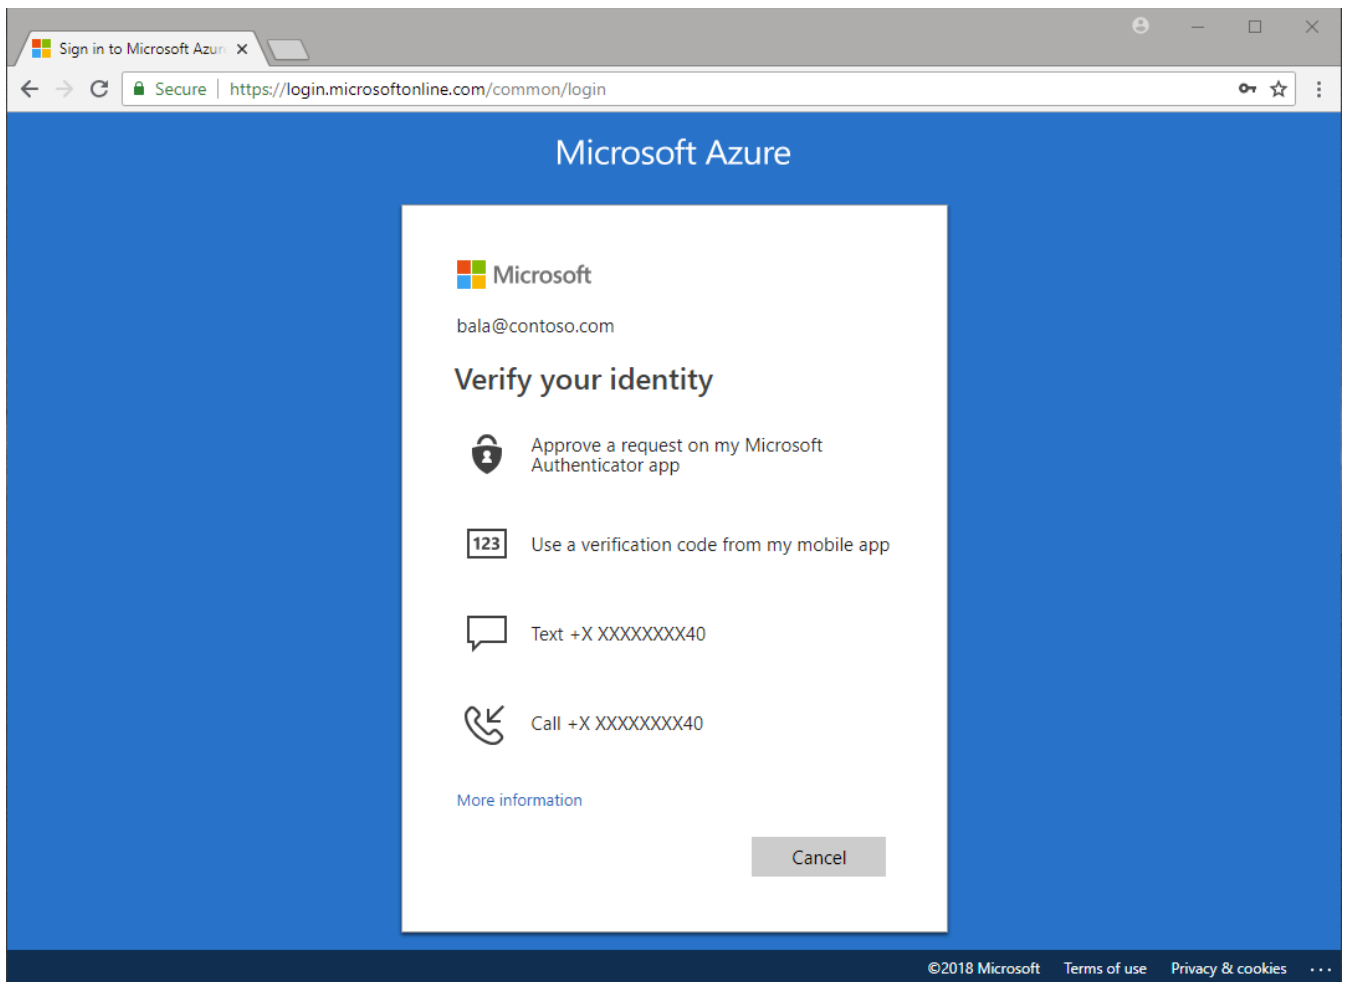 Sign in to Microsoft Azur
Secure https://login.microsoftonline.com/common/login
Microsoft Azure
Microsoft
bala@contoso.com
Verify your identity
Approve a request on my Microsoft
Authenticator app
123 Use a verification code from my mobile app
Text +X XXXXXXXX40
Call +X XXXXXXXX40
More information
Cancel
©2018 Microsoft Terms of use Privacy & cookies ...